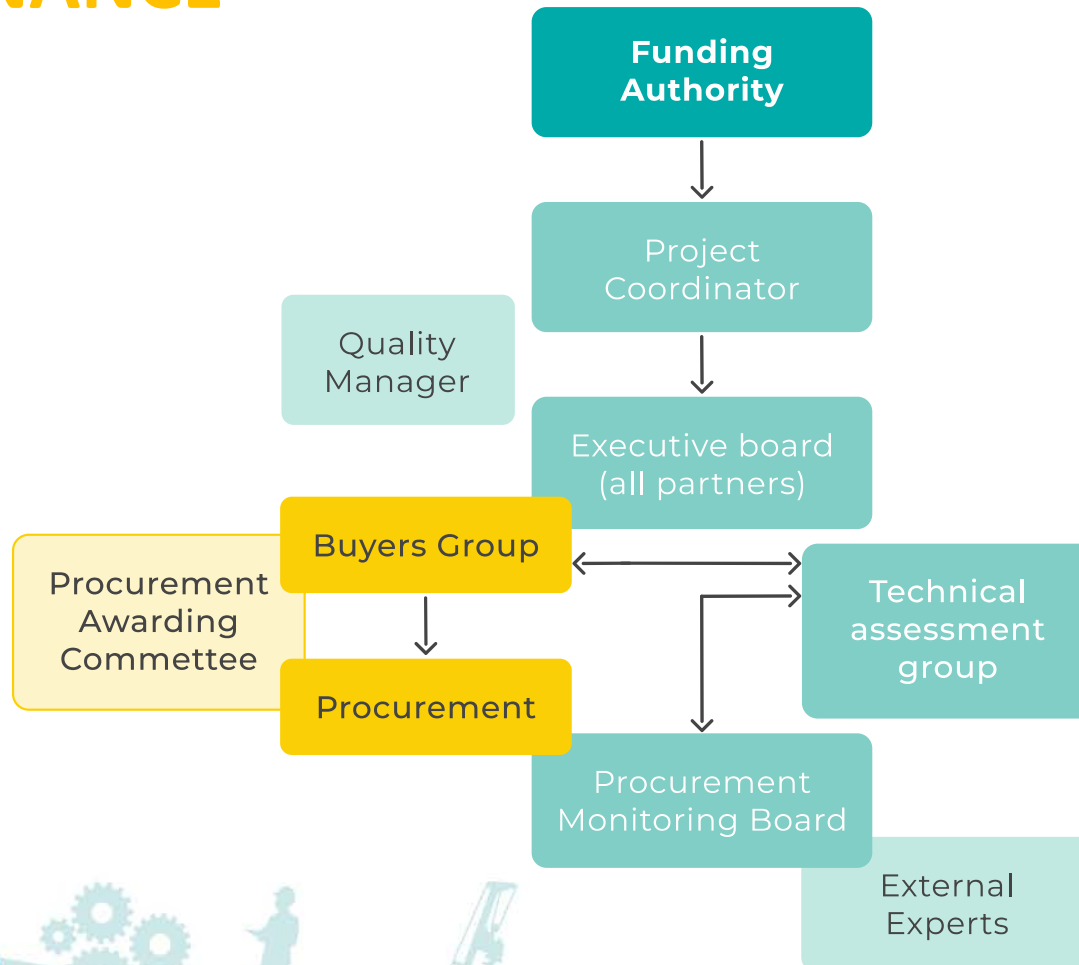 Funding
Authority
Project
Coordinator
Quality
Manager
Executive board
(all partners)
Buyers Group
Procurement
Awarding
Commettee
Technical
assessment
group
Procurement
Procurement
Monitoring Board
External
Experts